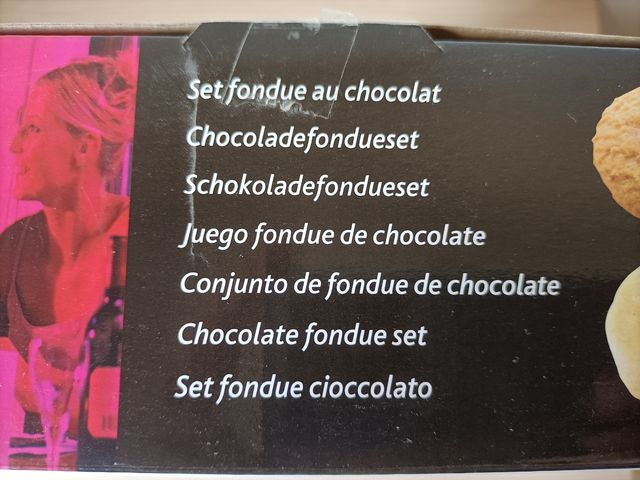 Set fondue au chocolat
Chocoladefondueset
Schokoladefondueset
Juego fondue de chocolate
Conjunto de fondue de chocolate
Chocolate fondue set
Set fondue cioccolato